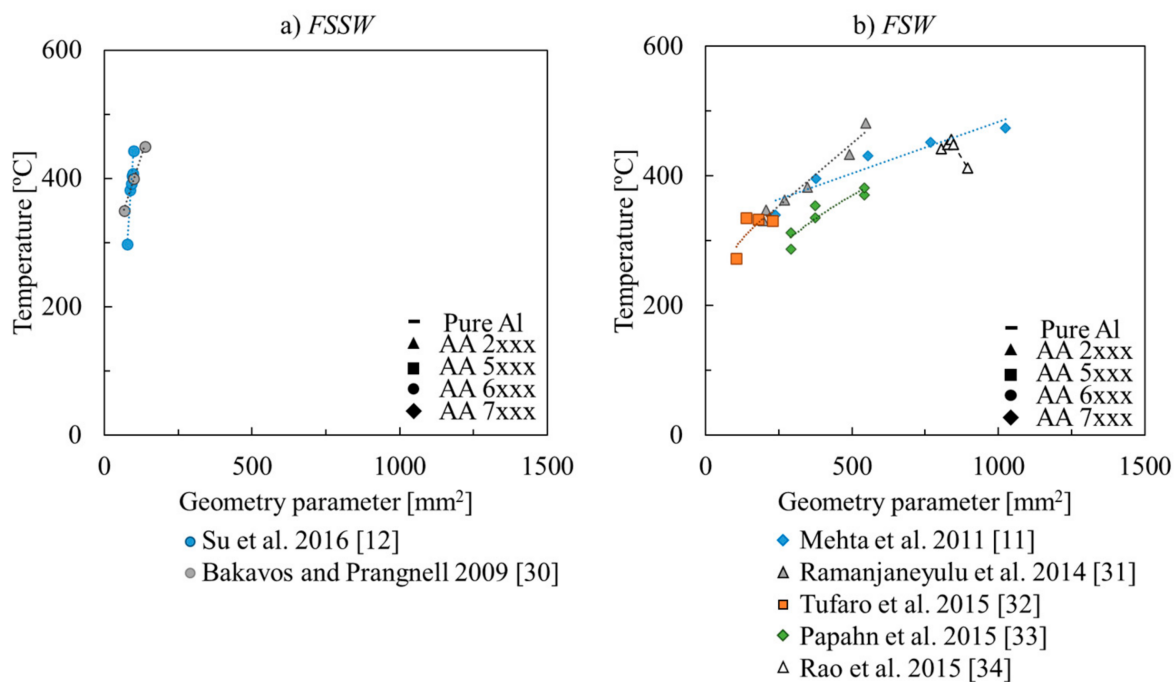 a) FSSW
600
400
200
0
0
500
1000
1500
Temperature [ºC]
Geometry parameter [mm²]
Pure Al
AA 2xxx
AA 5xxx
AA 6xxx
AA 7xxx
Su et al. 2016 [12]
Bakavos and Prangnell 2009 [30]
b) FSW
600
400
200
0
0
500
1000
1500
Temperature [ºC]
Geometry parameter [mm²]
Pure Al
AA 2xxx
AA 5xxx
AA 6xxx
AA 7xxx
Mehta et al. 2011 [11]
Ramanjaneyulu et al. 2014 [31]
Tufaro et al. 2015 [32]
Papahn et al. 2015 [33]
Rao et al. 2015 [34]